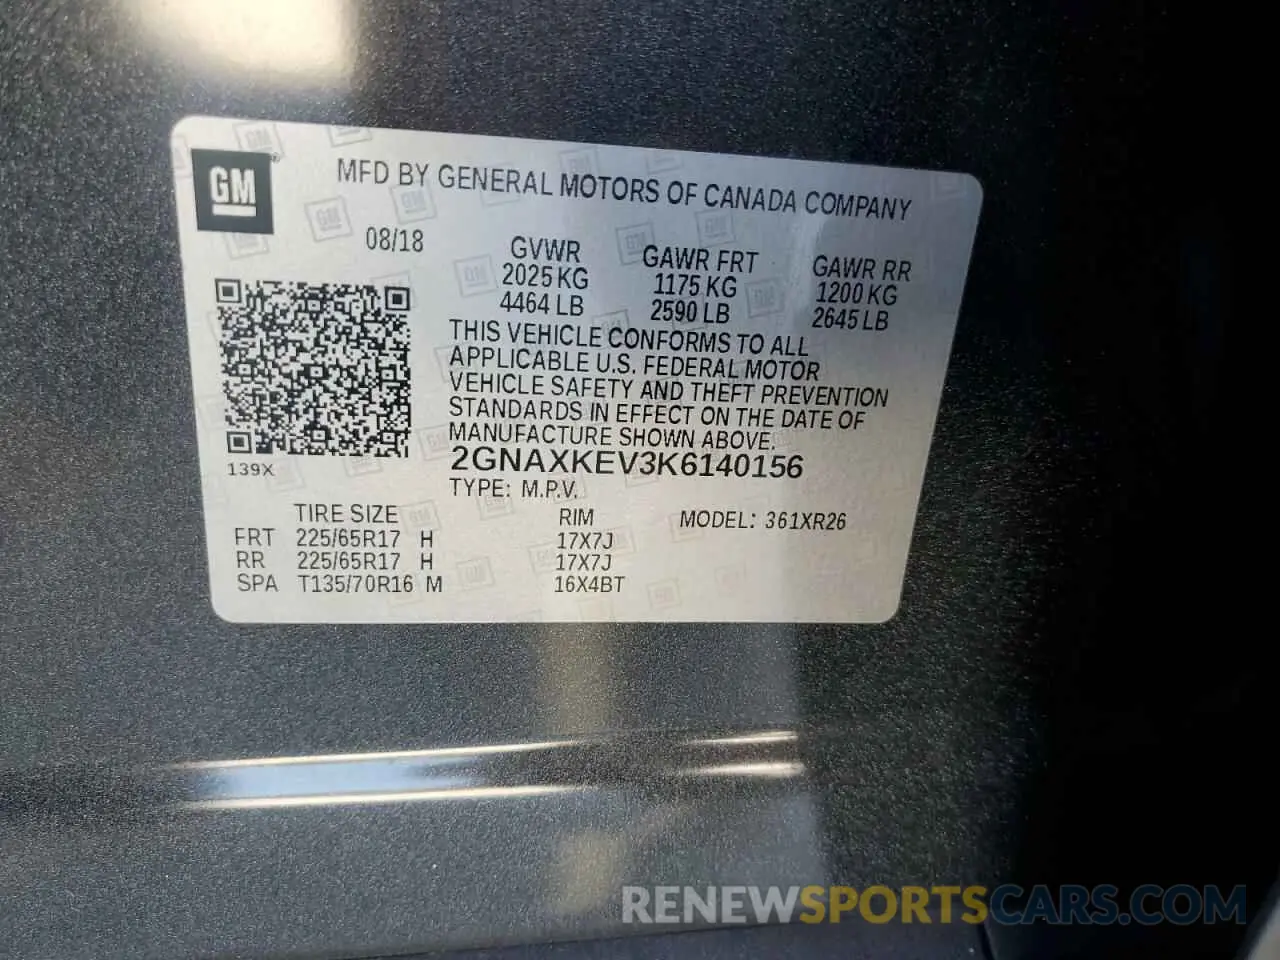 GM
MFD BY GENERAL MOTORS OF CANADA COMPANY
08/18
GVWR
2025 KG
4464 LB
GAWR FRT
1175 KG
2590 LB
GAWR RR
1200 KG
2645 LB
THIS VEHICLE CONFORMS TO ALL
APPLICABLE U.S. FEDERAL MOTOR
VEHICLE SAFETY AND THEFT PREVENTION
STANDARDS IN EFFECT ON THE DATE OF
MANUFACTURE SHOWN ABOVE.
2GNAXKEV3K6140156
TYPE: M.P.V.
139X
TIRE SIZE RIM MODEL: 361XR26
FRT 225/65R17 H 17X7J
RR 225/65R17 H 17X7J
SPA T135/70R16 M 16X4BT
RENEWSPORTSCARS.COM